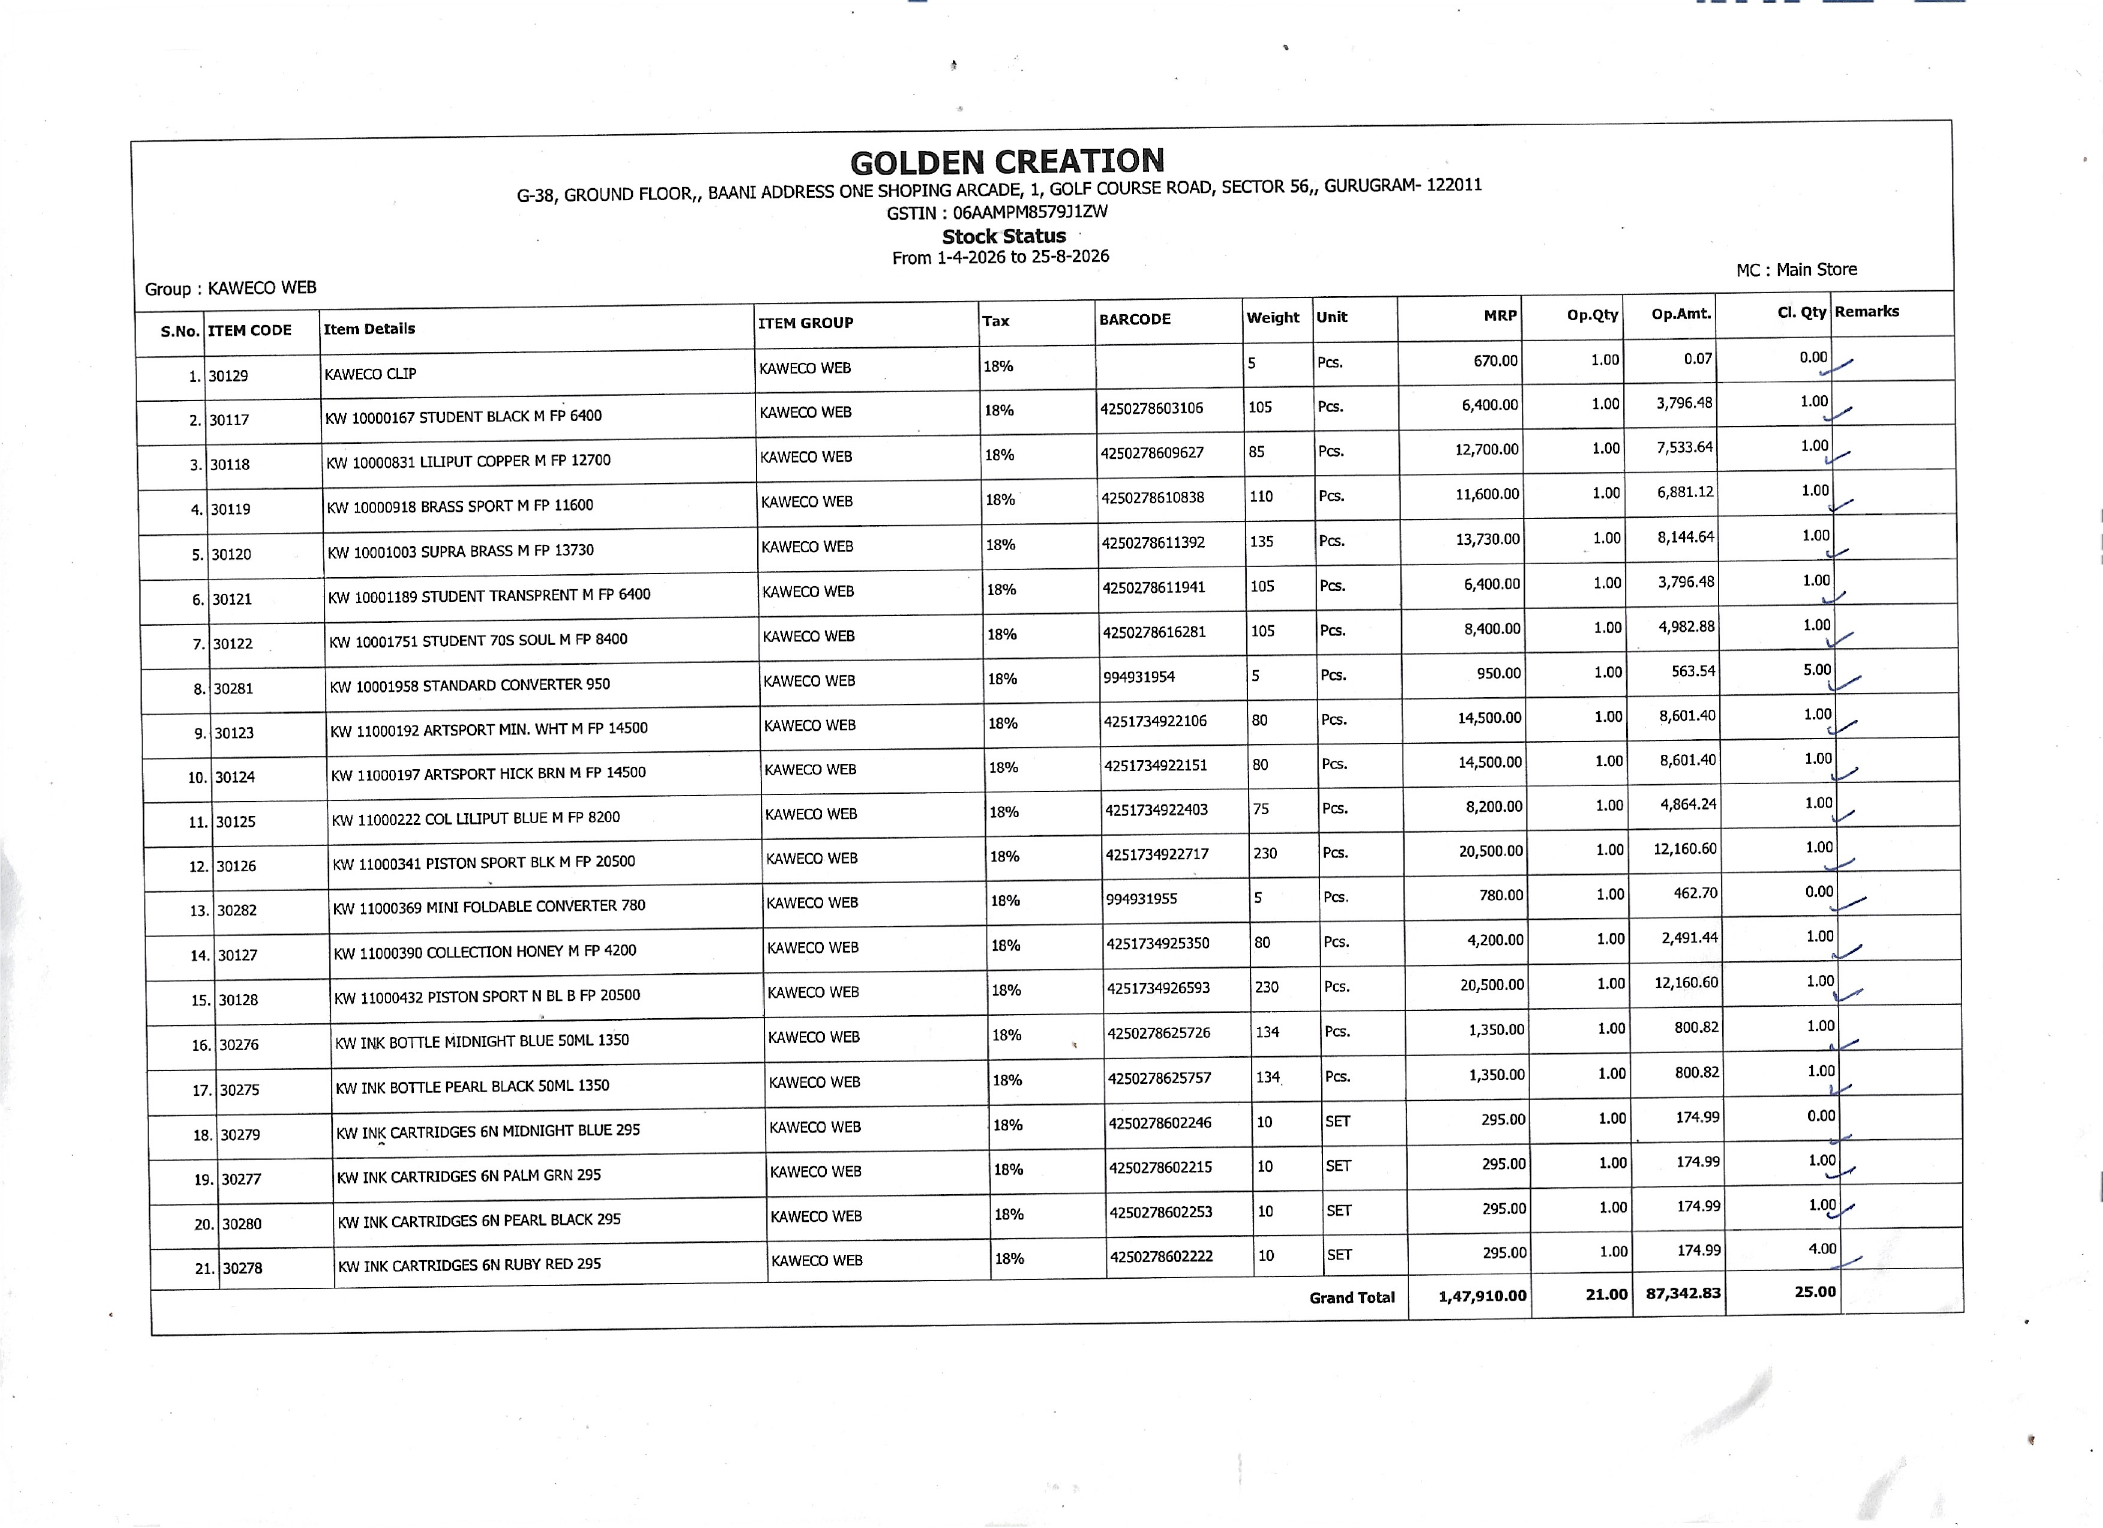 GOLDEN CREATION
G-38, GROUND FLOOR,, BAANI ADDRESS ONE SHOPING ARCADE, 1, GOLF COURSE ROAD, SECTOR 56,, GURUGRAM- 122011
GSTIN : 06AAMPM8579J1ZW
Stock Status
From 1-4-2026 to 25-8-2026
Group : KAWECO WEB MC : Main Store
S.No. ITEM CODE Item Details ITEM GROUP Tax BARCODE Weight Unit MRP Op.Qty Op.Amt. Cl. Qty Remarks
1. 30129 KAWECO CLIP KAWECO WEB 18% 5 Pcs. 670.00 1.00 0.07 0.00
2. 30117 KW 10000167 STUDENT BLACK M FP 6400 KAWECO WEB 18% 4250278603106 105 Pcs. 6,400.00 1.00 3,796.48 1.00
3. 30118 KW 10000831 LILIPUT COPPER M FP 12700 KAWECO WEB 18% 4250278609627 85 Pcs. 12,700.00 1.00 7,533.64 1.00
4. 30119 KW 10000918 BRASS SPORT M FP 11600 KAWECO WEB 18% 4250278610838 110 Pcs. 11,600.00 1.00 6,881.12 1.00
5. 30120 KW 10001003 SUPRA BRASS M FP 13730 KAWECO WEB 18% 4250278611392 135 Pcs. 13,730.00 1.00 8,144.64 1.00
6. 30121 KW 10001189 STUDENT TRANSPRENT M FP 6400 KAWECO WEB 18% 4250278611941 105 Pcs. 6,400.00 1.00 3,796.48 1.00
7. 30122 KW 10001751 STUDENT 70S SOUL M FP 8400 KAWECO WEB 18% 4250278616281 105 Pcs. 8,400.00 1.00 4,982.88 1.00
8. 30281 KW 10001958 STANDARD CONVERTER 950 KAWECO WEB 18% 994931954 5 Pcs. 950.00 1.00 563.54 5.00
9. 30123 KW 11000192 ARTSPORT MIN. WHT M FP 14500 KAWECO WEB 18% 4251734922106 80 Pcs. 14,500.00 1.00 8,601.40 1.00
10. 30124 KW 11000197 ARTSPORT HICK BRN M FP 14500 KAWECO WEB 18% 4251734922151 80 Pcs. 14,500.00 1.00 8,601.40 1.00
11. 30125 KW 11000222 COL LILIPUT BLUE M FP 8200 KAWECO WEB 18% 4251734922403 75 Pcs. 8,200.00 1.00 4,864.24 1.00
12. 30126 KW 11000341 PISTON SPORT BLK M FP 20500 KAWECO WEB 18% 4251734922717 230 Pcs. 20,500.00 1.00 12,160.60 1.00
13. 30282 KW 11000369 MINI FOLDABLE CONVERTER 780 KAWECO WEB 18% 994931955 5 Pcs. 780.00 1.00 462.70 0.00
14. 30127 KW 11000390 COLLECTION HONEY M FP 4200 KAWECO WEB 18% 4251734925350 80 Pcs. 4,200.00 1.00 2,491.44 1.00
15. 30128 KW 11000432 PISTON SPORT N BL B FP 20500 KAWECO WEB 18% 4251734926593 230 Pcs. 20,500.00 1.00 12,160.60 1.00
16. 30276 KW INK BOTTLE MIDNIGHT BLUE 50ML 1350 KAWECO WEB 18% 4250278625726 134 Pcs. 1,350.00 1.00 800.82 1.00
17. 30275 KW INK BOTTLE PEARL BLACK 50ML 1350 KAWECO WEB 18% 4250278625757 134 Pcs. 1,350.00 1.00 800.82 1.00
18. 30279 KW INK CARTRIDGES 6N MIDNIGHT BLUE 295 KAWECO WEB 18% 4250278602246 10 SET 295.00 1.00 174.99 0.00
19. 30277 KW INK CARTRIDGES 6N PALM GRN 295 KAWECO WEB 18% 4250278602215 10 SET 295.00 1.00 174.99 1.00
20. 30280 KW INK CARTRIDGES 6N PEARL BLACK 295 KAWECO WEB 18% 4250278602253 10 SET 295.00 1.00 174.99 1.00
21. 30278 KW INK CARTRIDGES 6N RUBY RED 295 KAWECO WEB 18% 4250278602222 10 SET 295.00 1.00 174.99 4.00
Grand Total 1,47,910.00 21.00 87,342.83 25.00